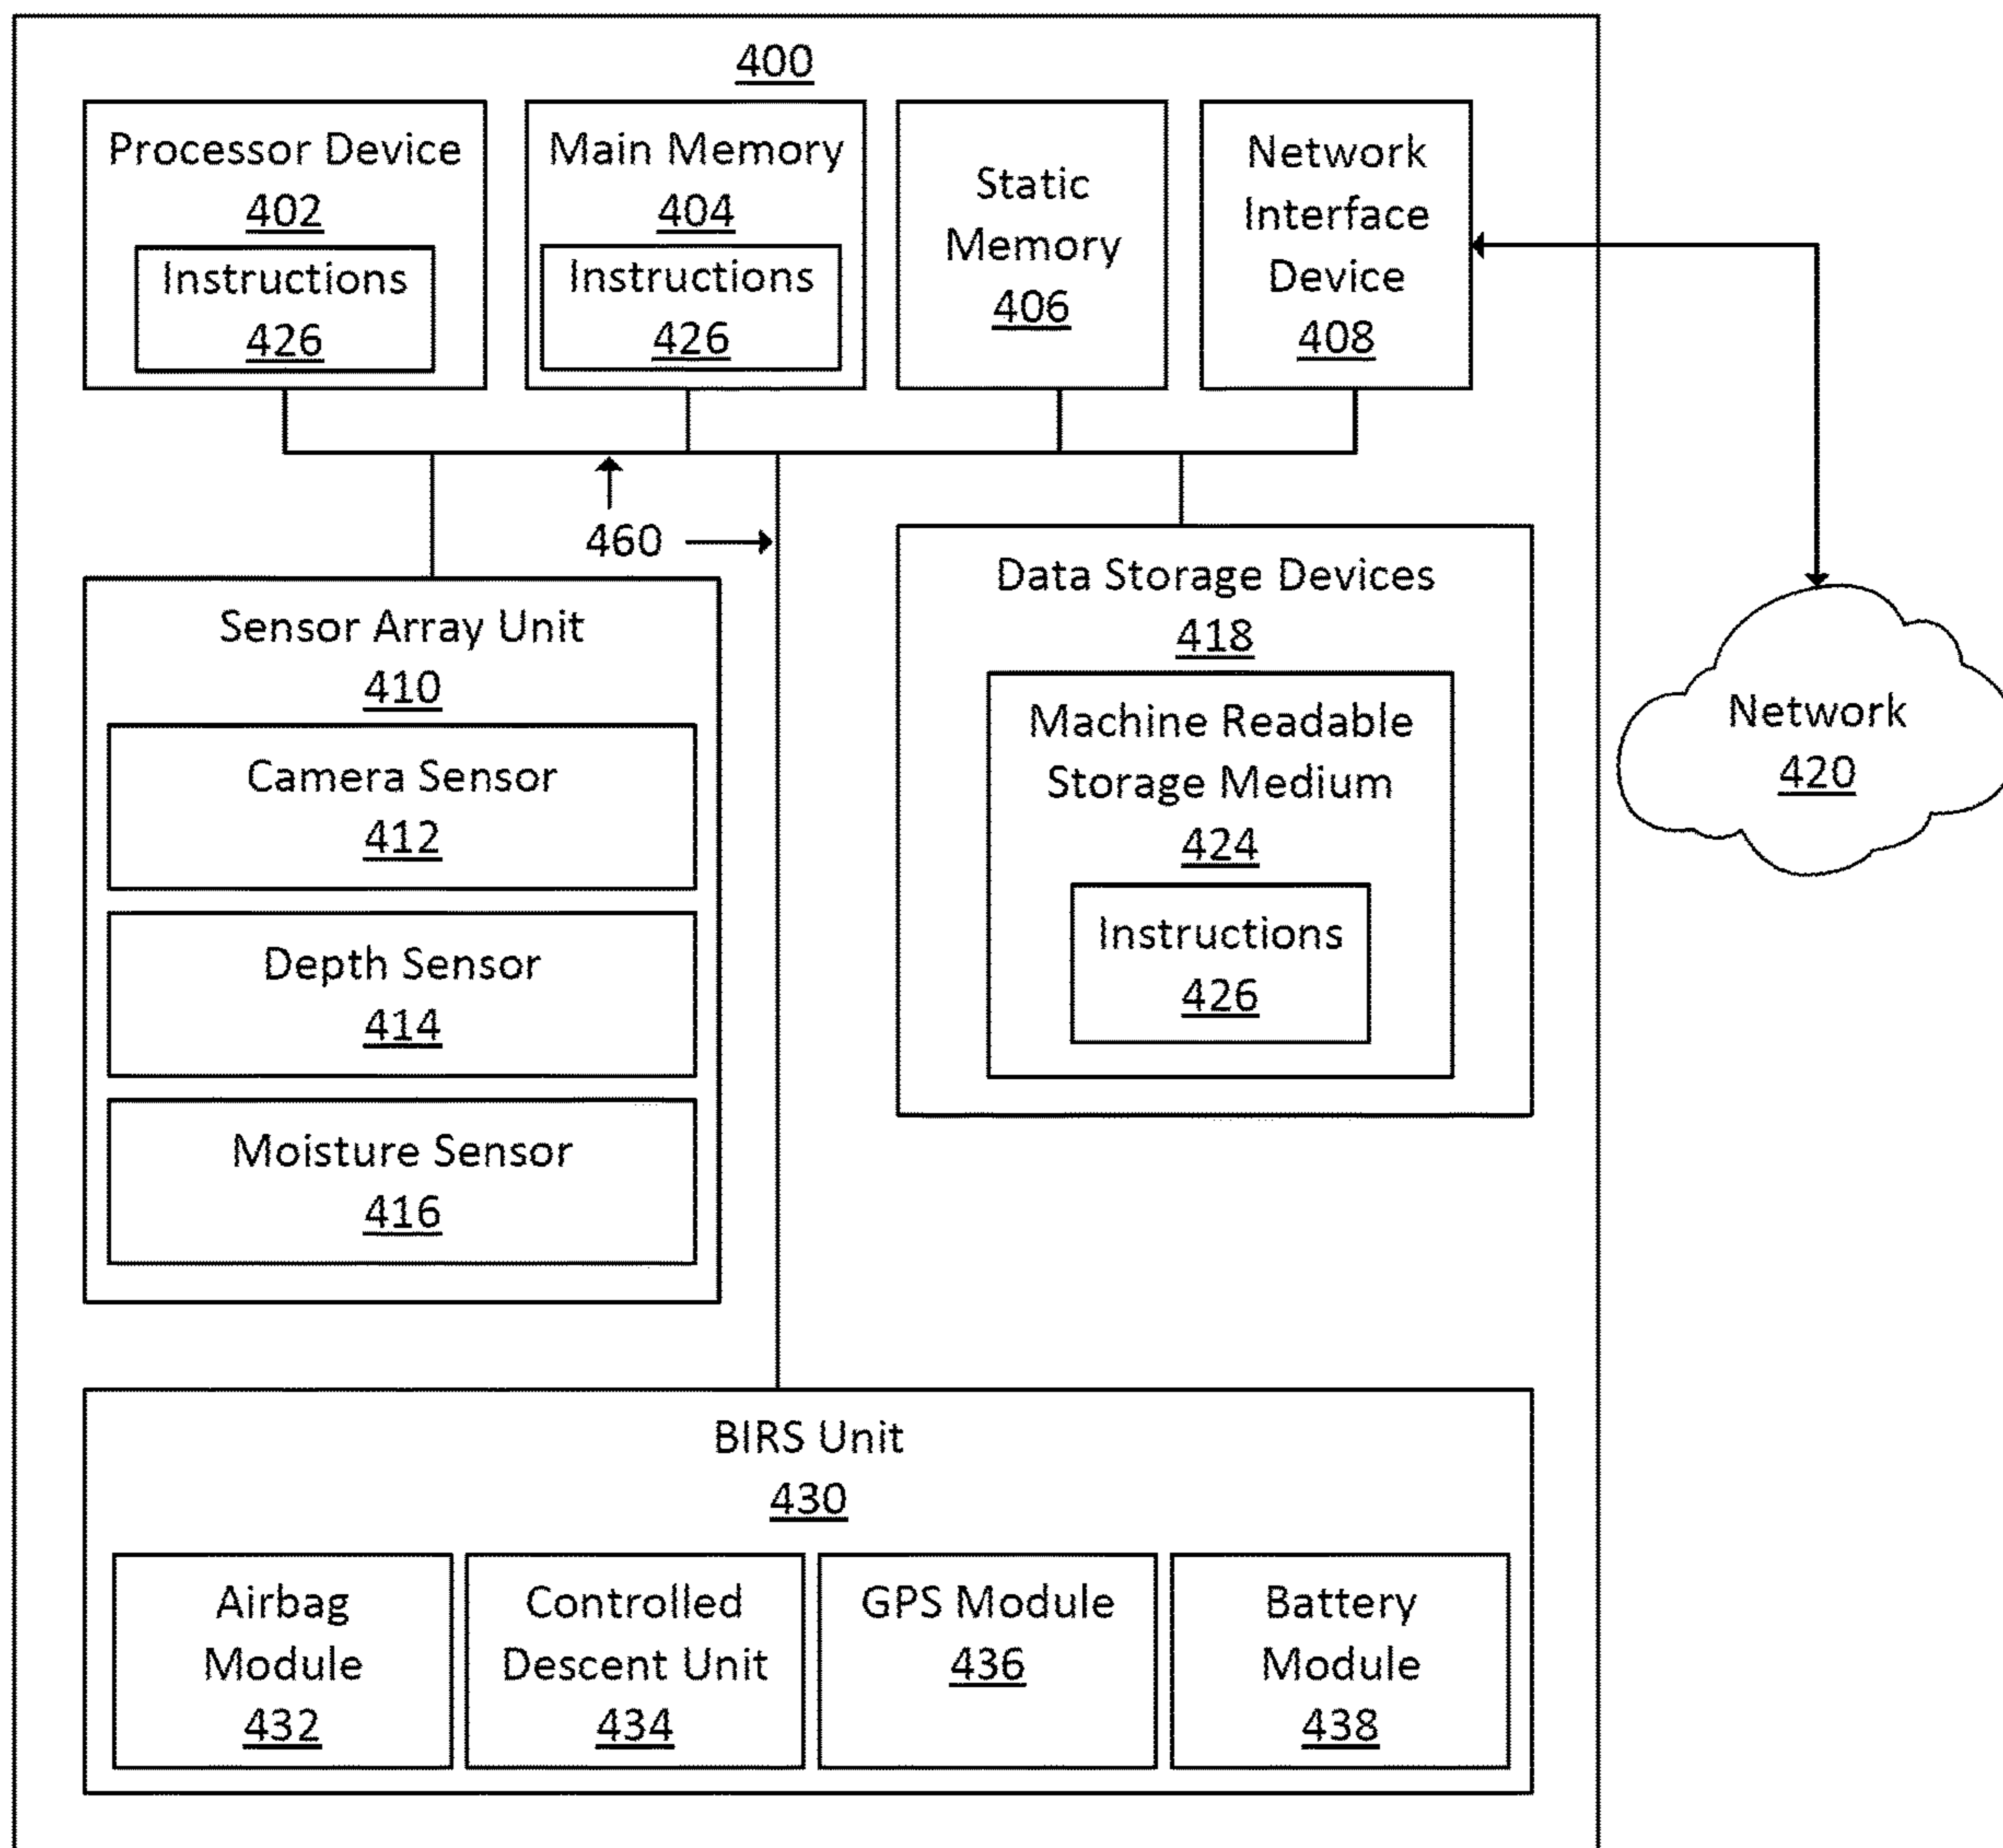 400
Processor Device
402
Instructions
426
Main Memory
404
Instructions
426
Static
Memory
406
Network
Interface
Device
408
460
Sensor Array Unit
410
Camera Sensor
412
Depth Sensor
414
Moisture Sensor
416
Data Storage Devices
418
Machine Readable
Storage Medium
424
Instructions
426
Network
420
BIRS Unit
430
Airbag
Module
432
Controlled
Descent Unit
434
GPS Module
436
Battery
Module
438